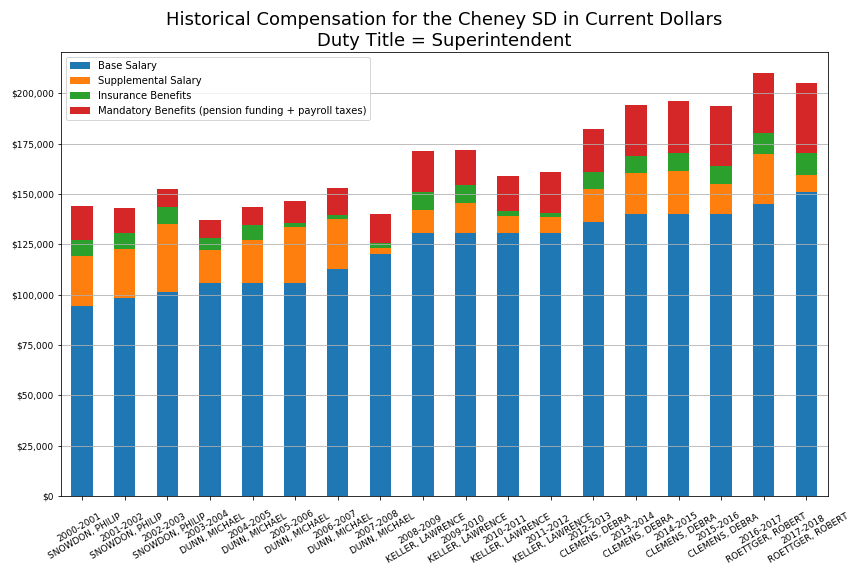 Historical Compensation for the Cheney SD in Current Dollars
Duty Title = Superintendent
Base Salary
Supplemental Salary
Insurance Benefits
Mandatory Benefits (pension funding + payroll taxes)
$200,000
$175,000
$150,000
$125,000
$100,000
$75,000
$50,000
$25,000
$0
2000-2001
SNOWDON, PHILIP
2001-2002
SNOWDON, PHILIP
2002-2003
SNOWDON, PHILIP
2003-2004
DUNN, MICHAEL
2004-2005
DUNN, MICHAEL
2005-2006
DUNN, MICHAEL
2006-2007
DUNN, MICHAEL
2007-2008
DUNN, MICHAEL
2008-2009
KELLER, LAWRENCE
2009-2010
KELLER, LAWRENCE
2010-2011
KELLER, LAWRENCE
2011-2012
KELLER, LAWRENCE
2012-2013
CLEMENS, DEBRA
2013-2014
CLEMENS, DEBRA
2014-2015
CLEMENS, DEBRA
2015-2016
CLEMENS, DEBRA
2016-2017
ROETTGER, ROBERT
2017-2018
ROETTGER, ROBERT